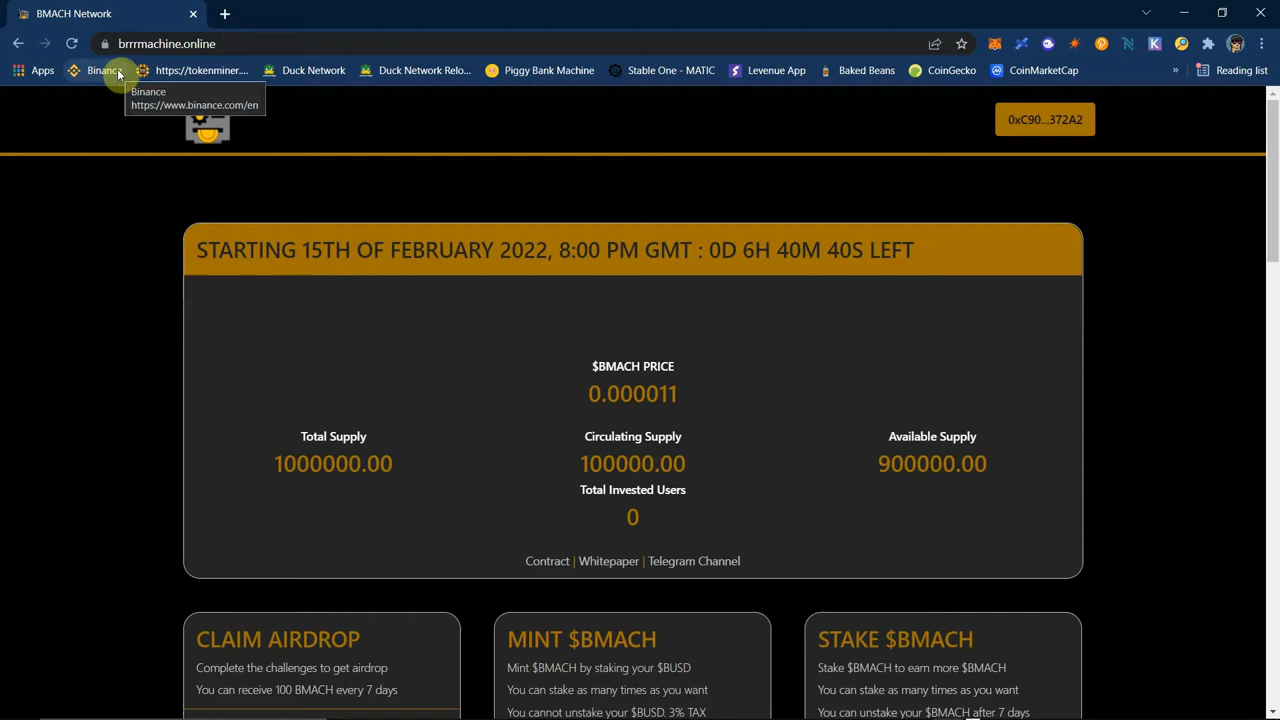 BMACH Network
brrrmachine.online
Apps
Binance
https://tokenminer....
Duck Network
Duck Network Relo...
Piggy Bank Machine
Stable One - MATIC
Levenue App
Baked Beans
CoinGecko
CoinMarketCap
»
Reading list
Binance
https://www.binance.com/en
0xC90...372A2
STARTING 15TH OF FEBRUARY 2022, 8:00 PM GMT : 0D 6H 40M 40S LEFT
$BMACH PRICE
0.000011
Total Supply
1000000.00
Circulating Supply
100000.00
Available Supply
900000.00
Total Invested Users
0
Contract | Whitepaper | Telegram Channel
CLAIM AIRDROP
Complete the challenges to get airdrop
You can receive 100 BMACH every 7 days
MINT $BMACH
Mint $BMACH by staking your $BUSD
You can stake as many times as you want
You cannot unstake your $BUSD. 3% TAX
STAKE $BMACH
Stake $BMACH to earn more $BMACH
You can stake as many times as you want
You can unstake your $BMACH after 7 days